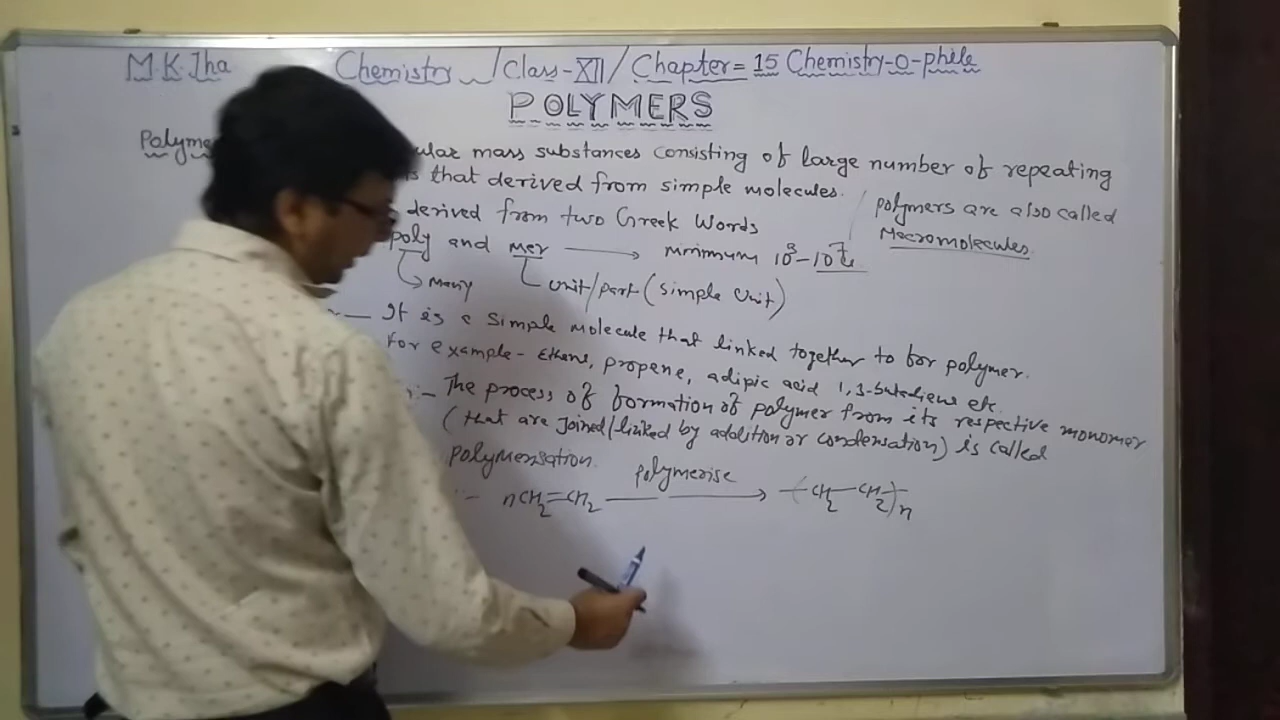 M.K.Jha Chemistry /Class-XII/ Chapter= 15 Chemistry-o-phile
POLYMERS
Polyme ular mass substances consisting of large number of repeating
s that derived from simple molecules.
polymers are also called
Macromolecules.
derived from two Greek Words
poly and mer → minimum 10³-10⁷u
many unit/part (simple unit)
It is a simple molecule that linked together to for polymer.
For example- Ethene, propene, adipic acid 1,3-butadiene etc.
:- The process of formation of polymer from its respective monomer
(that are joined/linked by addition or condensation) is called
polymerisation.
:- nCH₂=CH₂ polymerise → -(CH₂-CH₂)-n